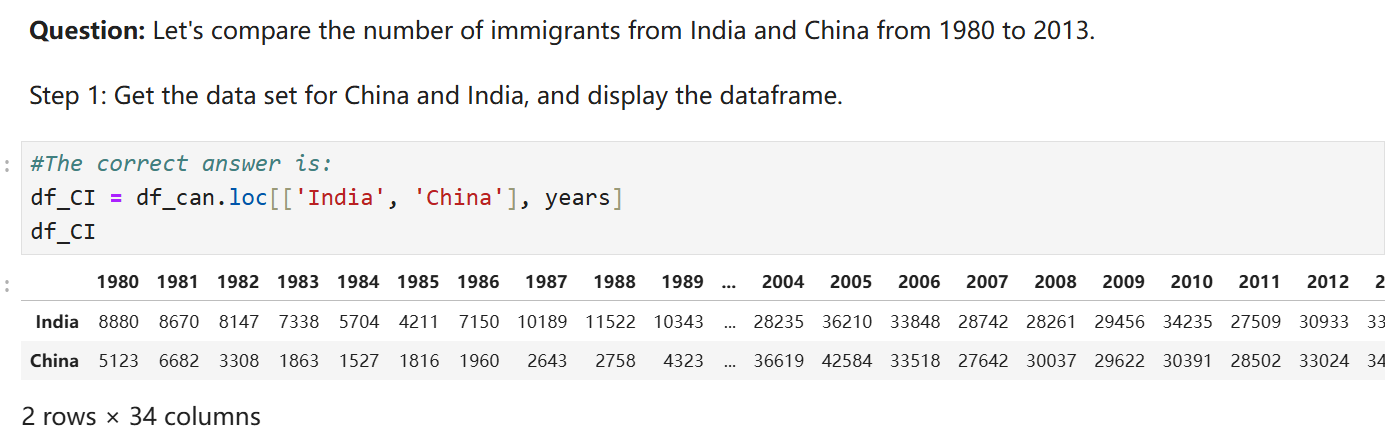 Question: Let's compare the number of immigrants from India and China from 1980 to 2013.
Step 1: Get the data set for China and India, and display the dataframe.
: #The correct answer is:
df_CI = df_can.loc[['India', 'China'], years]
df_CI
: 1980 1981 1982 1983 1984 1985 1986 1987 1988 1989 ... 2004 2005 2006 2007 2008 2009 2010 2011 2012 2
India 8880 8670 8147 7338 5704 4211 7150 10189 11522 10343 ... 28235 36210 33848 28742 28261 29456 34235 27509 30933 33
China 5123 6682 3308 1863 1527 1816 1960 2643 2758 4323 ... 36619 42584 33518 27642 30037 29622 30391 28502 33024 34
2 rows × 34 columns